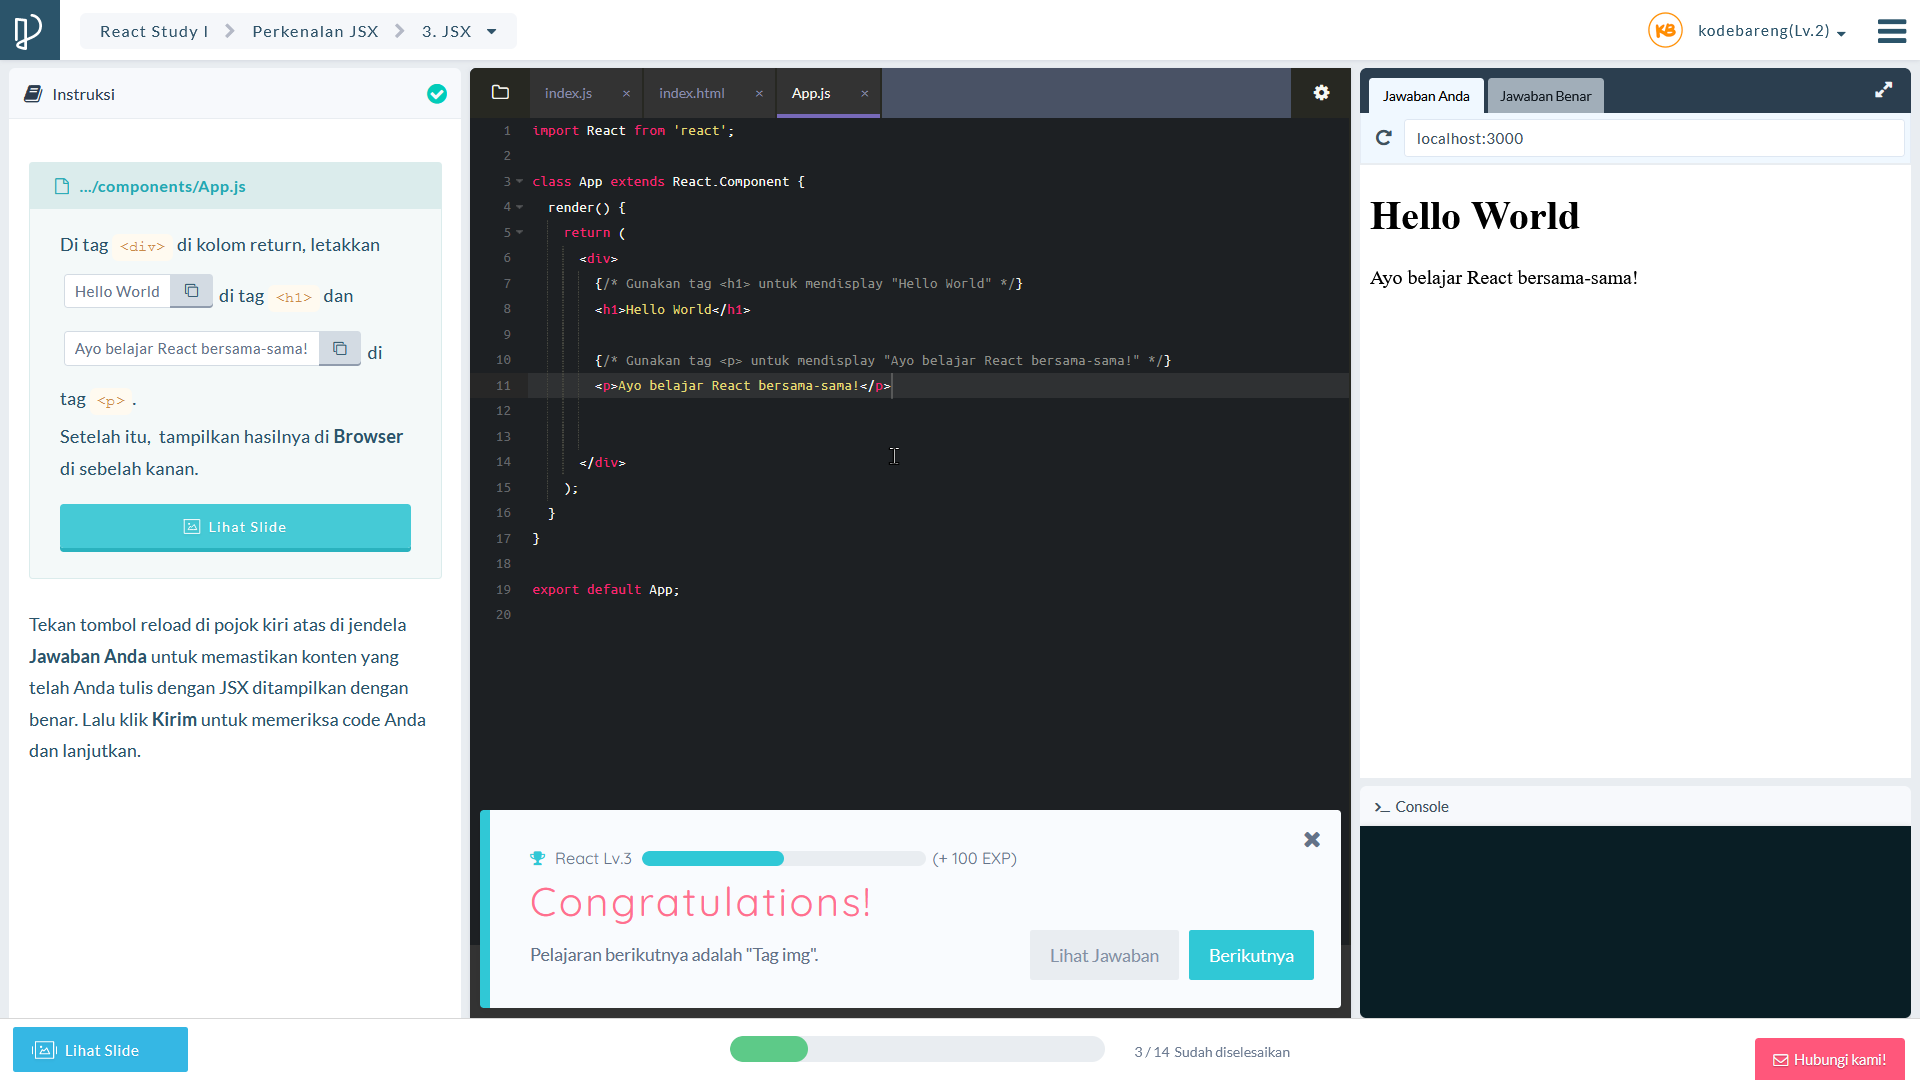 React Study I
Perkenalan JSX
3. JSX
KB
kodebareng(Lv.2)
Instruksi
.../components/App.js
Di tag <div> di kolom return, letakkan
Hello World di tag <h1> dan
Ayo belajar React bersama-sama! di
tag <p> .
Setelah itu, tampilkan hasilnya di Browser
di sebelah kanan.
Lihat Slide
Tekan tombol reload di pojok kiri atas di jendela
Jawaban Anda untuk memastikan konten yang
telah Anda tulis dengan JSX ditampilkan dengan
benar. Lalu klik Kirim untuk memeriksa code Anda
dan lanjutkan.
index.js ×
index.html ×
App.js ×
1 import React from 'react';
2
3 class App extends React.Component {
4 render() {
5 return (
6 <div>
7 {/* Gunakan tag <h1> untuk mendisplay "Hello World" */}
8 <h1>Hello World</h1>
9
10 {/* Gunakan tag <p> untuk mendisplay "Ayo belajar React bersama-sama!" */}
11 <p>Ayo belajar React bersama-sama!</p>
12
13
14 </div>
15 );
16 }
17 }
18
19 export default App;
20
React Lv.3 (+ 100 EXP)
Congratulations!
Pelajaran berikutnya adalah "Tag img".
Lihat Jawaban
Berikutnya
Jawaban Anda
Jawaban Benar
localhost:3000
Hello World
Ayo belajar React bersama-sama!
>_ Console
Lihat Slide
3 / 14 Sudah diselesaikan
Hubungi kami!